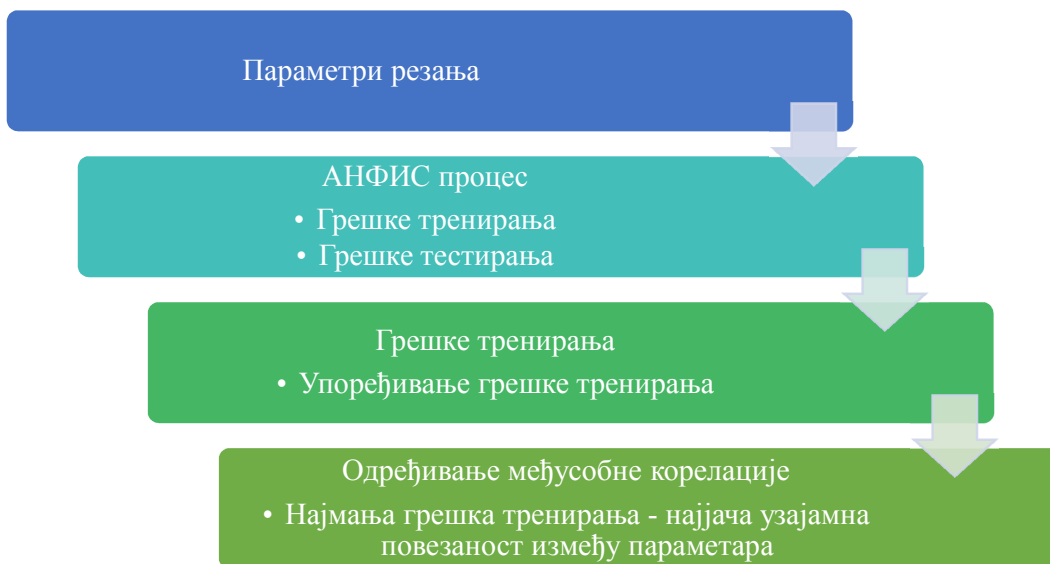 Параметри резања
АНФИС процес
• Грешке тренирања
• Грешке тестирања
Грешке тренирања
• Упоређивање грешке тренирања
Одређивање међусобне корелације
• Најмања грешка тренирања - најјача узајамна
повезаност између параметара